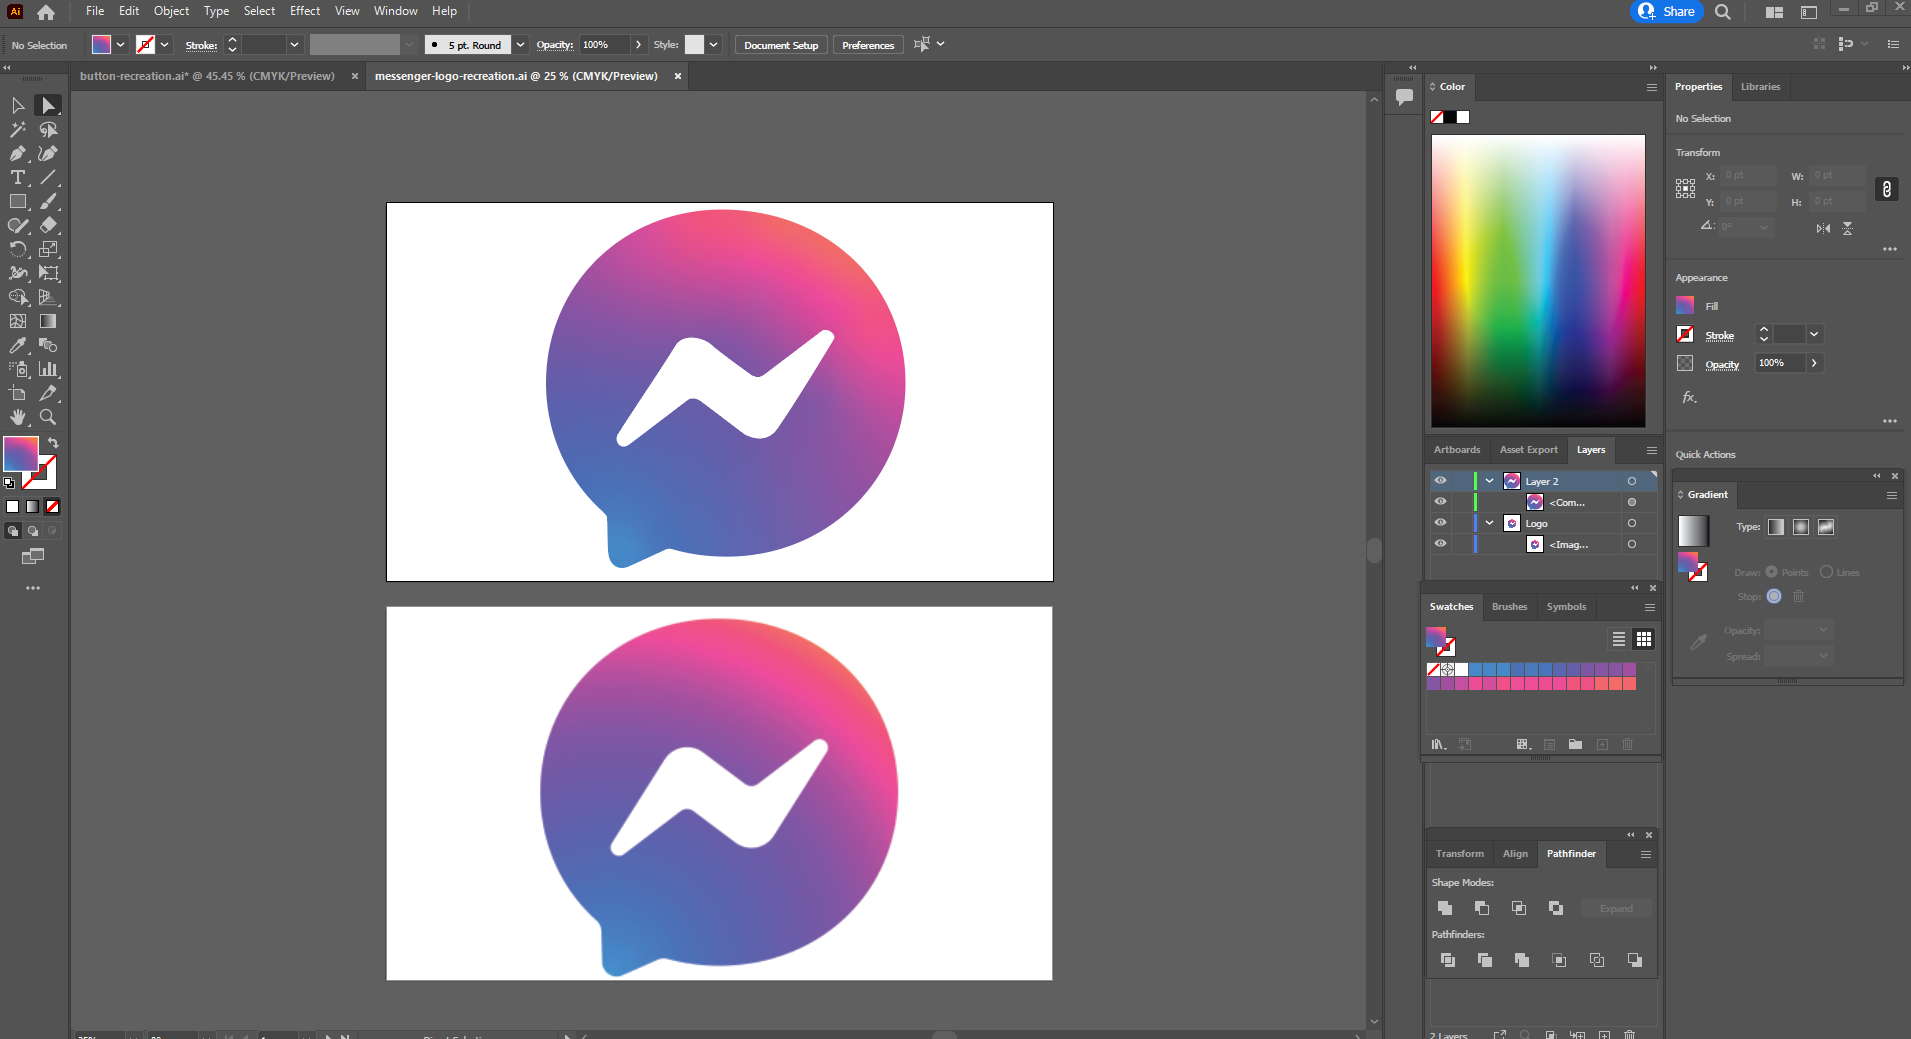 Ai File Edit Object Type Select Effect View Window Help Share
No Selection Stroke: 5 pt. Round Opacity: 100% Style: Document Setup Preferences
button-recreation.ai* @ 45.45 % (CMYK/Preview) × messenger-logo-recreation.ai @ 25 % (CMYK/Preview) ×
Color
Properties Libraries
No Selection
Transform
X: 0 pt W: 0 pt
Y: 0 pt H: 0 pt
0°
Appearance
Fill
Stroke
Opacity 100%
fx.
Quick Actions
Artboards Asset Export Layers
Layer 2
<Com...
Logo
<Imag...
Gradient
Type:
Draw: Points Lines
Stop:
Opacity:
Spread:
Swatches Brushes Symbols
Transform Align Pathfinder
Shape Modes:
Expand
Pathfinders:
2 Layers